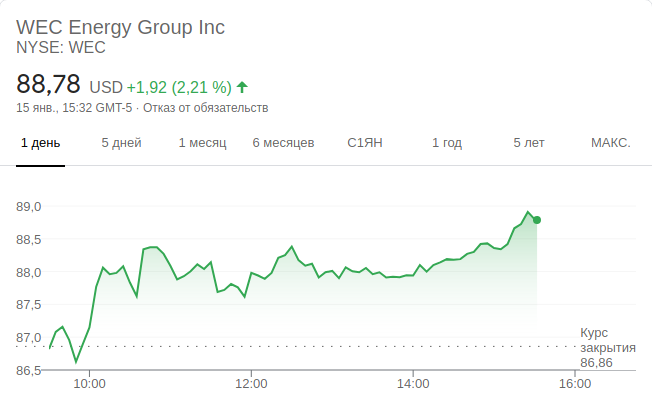 WEC Energy Group Inc
NYSE: WEC
88,78 USD +1,92 (2,21 %)
15 янв., 15:32 GMT-5 · Отказ от обязательств
1 день 5 дней 1 месяц 6 месяцев С1ЯН 1 год 5 лет МАКС.
89,0
88,5
88,0
87,5
87,0
86,5
Курс
закрытия
86,86
10:00 12:00 14:00 16:00